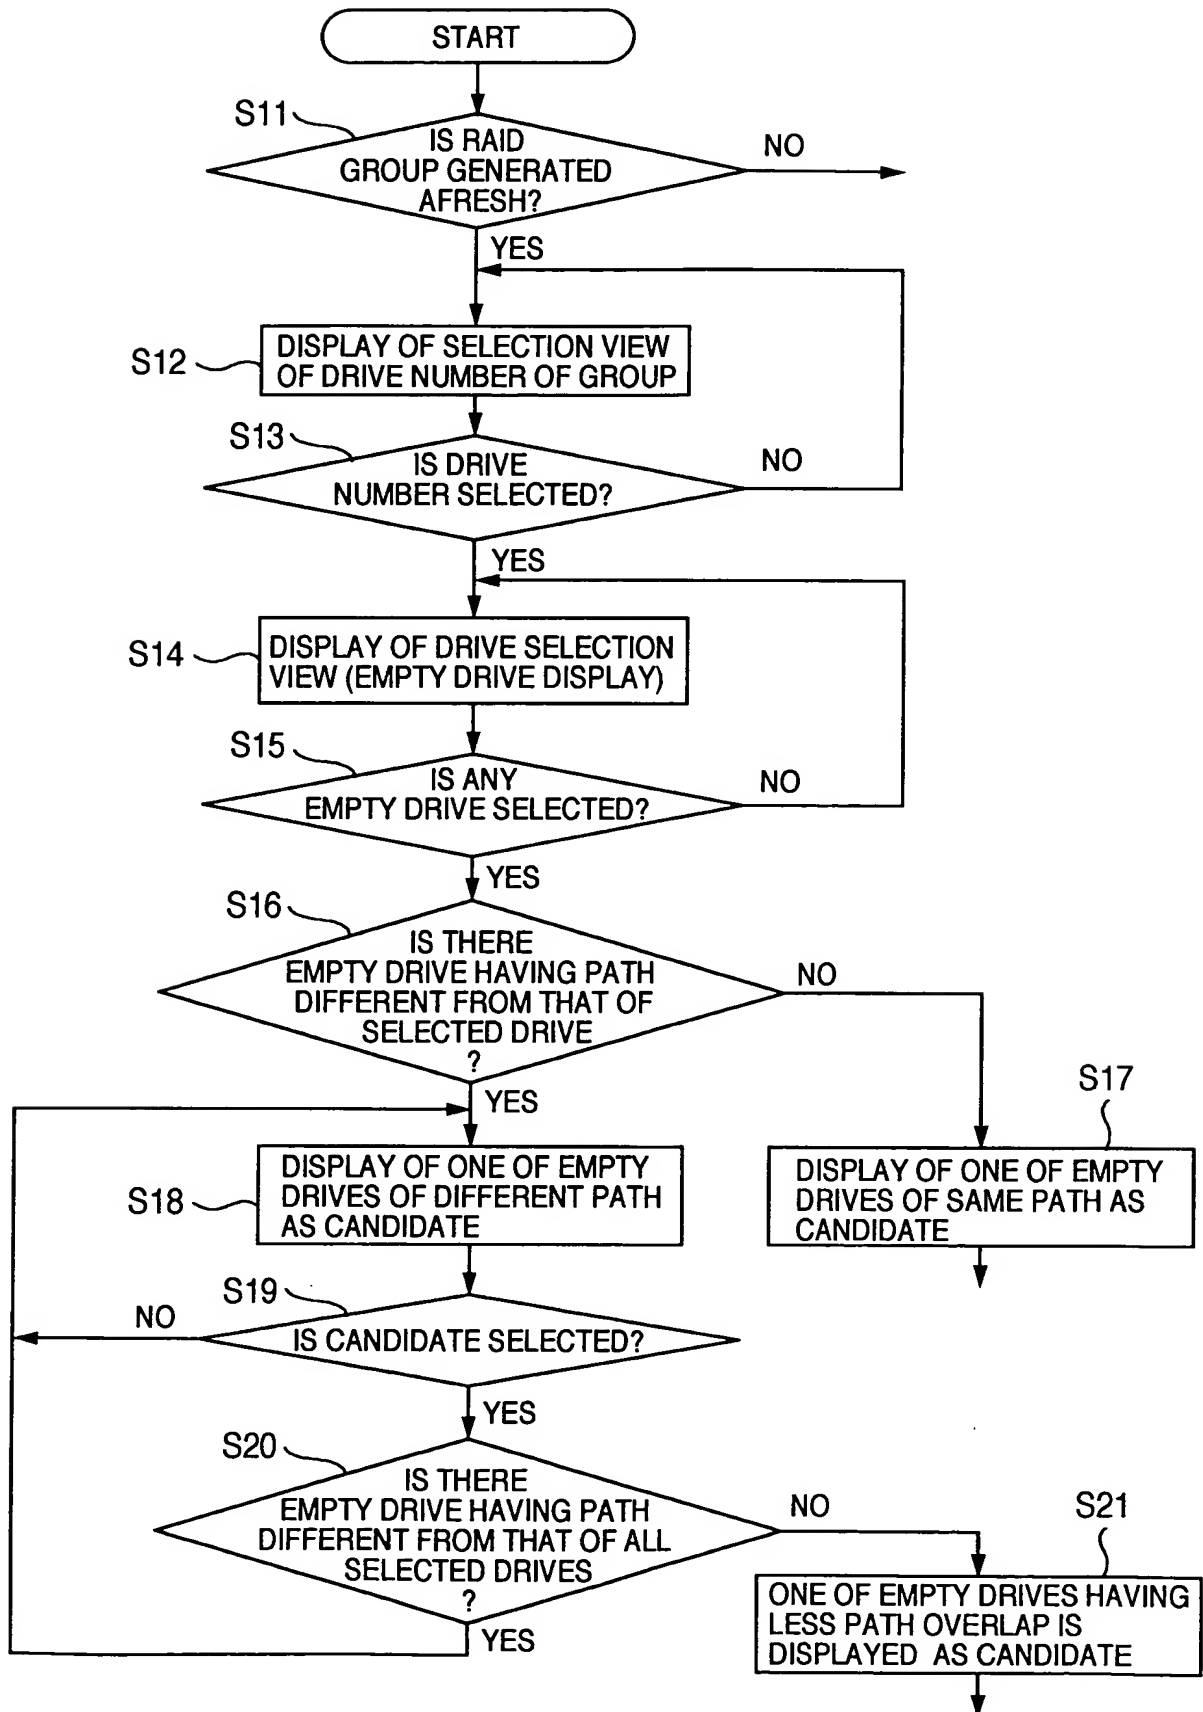 START
S11
IS RAID
GROUP GENERATED
AFRESH?
NO
YES
S12
DISPLAY OF SELECTION VIEW
OF DRIVE NUMBER OF GROUP
S13
IS DRIVE
NUMBER SELECTED?
NO
YES
S14
DISPLAY OF DRIVE SELECTION
VIEW (EMPTY DRIVE DISPLAY)
S15
IS ANY
EMPTY DRIVE SELECTED?
NO
YES
S16
IS THERE
EMPTY DRIVE HAVING PATH
DIFFERENT FROM THAT OF
SELECTED DRIVE
?
NO
YES
S17
DISPLAY OF ONE OF EMPTY
DRIVES OF SAME PATH AS
CANDIDATE
S18
DISPLAY OF ONE OF EMPTY
DRIVES OF DIFFERENT PATH
AS CANDIDATE
S19
NO
IS CANDIDATE SELECTED?
YES
S20
IS THERE
EMPTY DRIVE HAVING PATH
DIFFERENT FROM THAT OF ALL
SELECTED DRIVES
?
NO
YES
S21
ONE OF EMPTY DRIVES HAVING
LESS PATH OVERLAP IS
DISPLAYED AS CANDIDATE